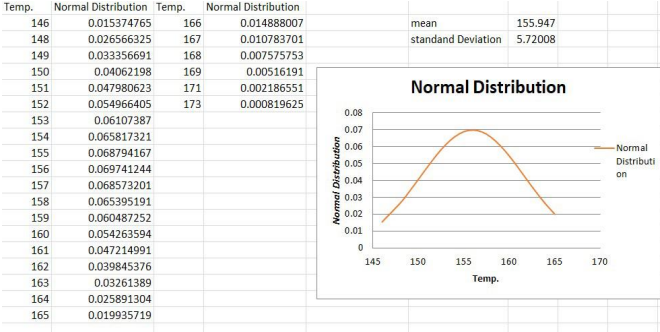 Temp. Normal Distribution Temp. Normal Distribution
146 0.015374765 166 0.014888007 mean 155.947
148 0.026566325 167 0.010783701 standand Deviation 5.72008
149 0.033356691 168 0.007575753
150 0.04062198 169 0.00516191
151 0.047980623 171 0.002186551
152 0.054966405 173 0.000819625
153 0.06107387
154 0.065817321
155 0.068794167
156 0.069741244
157 0.068573201
158 0.065395191
159 0.060487252
160 0.054263594
161 0.047214991
162 0.039845376
163 0.03261389
164 0.025891304
165 0.019935719
Normal Distribution
0.08
0.07
0.06
0.05
0.04
0.03
0.02
0.01
0
Normal Distribution
145 150 155 160 165 170
Temp.
Normal
Distributi
on